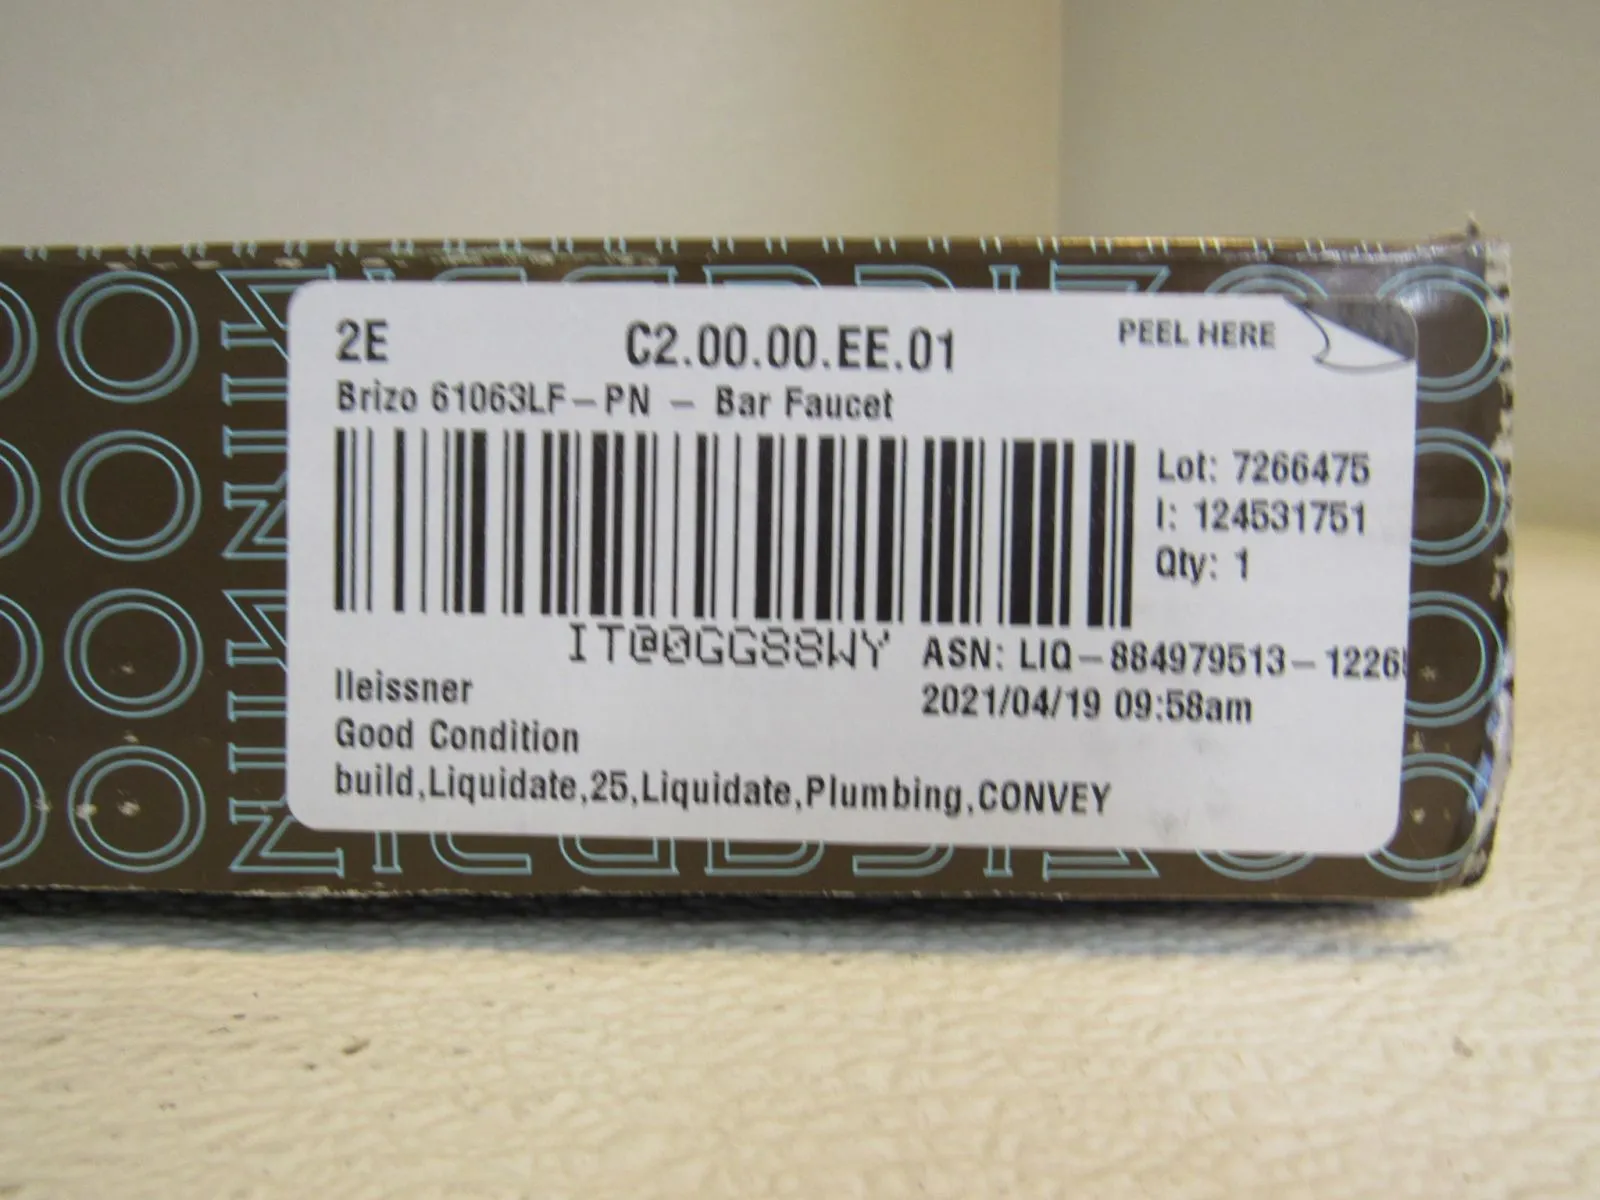 2E C2.00.00.EE.01 PEEL HERE
Brizo 61063LF-PN - Bar Faucet
Lot: 7266475
I: 124531751
Qty: 1
IT@0GG88WY
ASN: LIQ-884979513-1226
2021/04/19 09:58am
lleissner
Good Condition
build,Liquidate,25,Liquidate,Plumbing,CONVEY